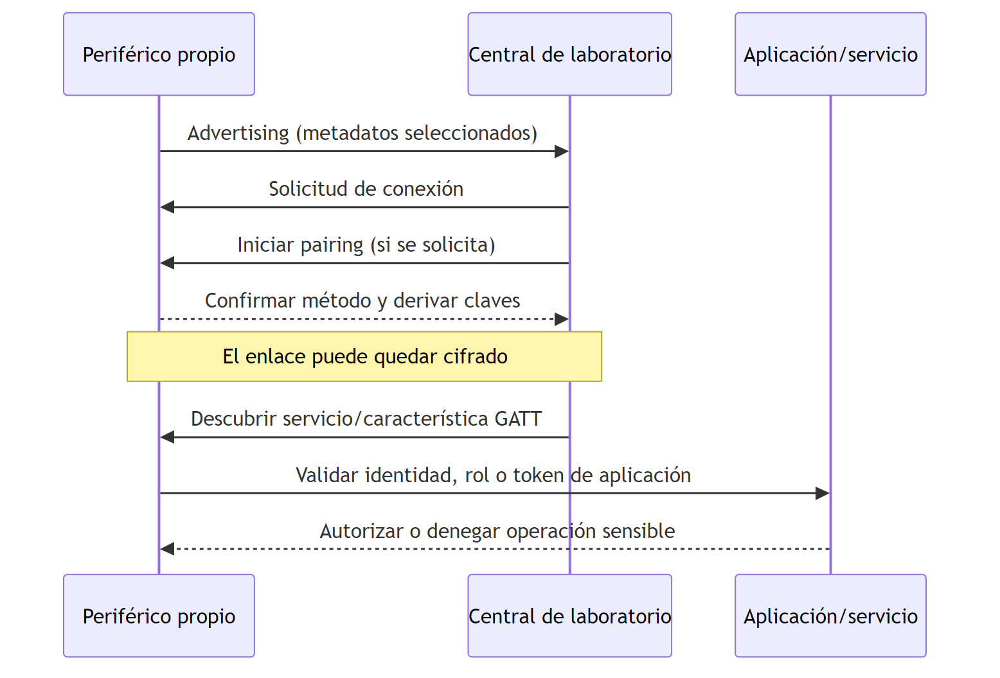 Periférico propio
Central de laboratorio
Aplicación/servicio
Advertising (metadatos seleccionados)
Solicitud de conexión
Iniciar pairing (si se solicita)
Confirmar método y derivar claves
El enlace puede quedar cifrado
Descubrir servicio/característica GATT
Validar identidad, rol o token de aplicación
Autorizar o denegar operación sensible
Periférico propio
Central de laboratorio
Aplicación/servicio